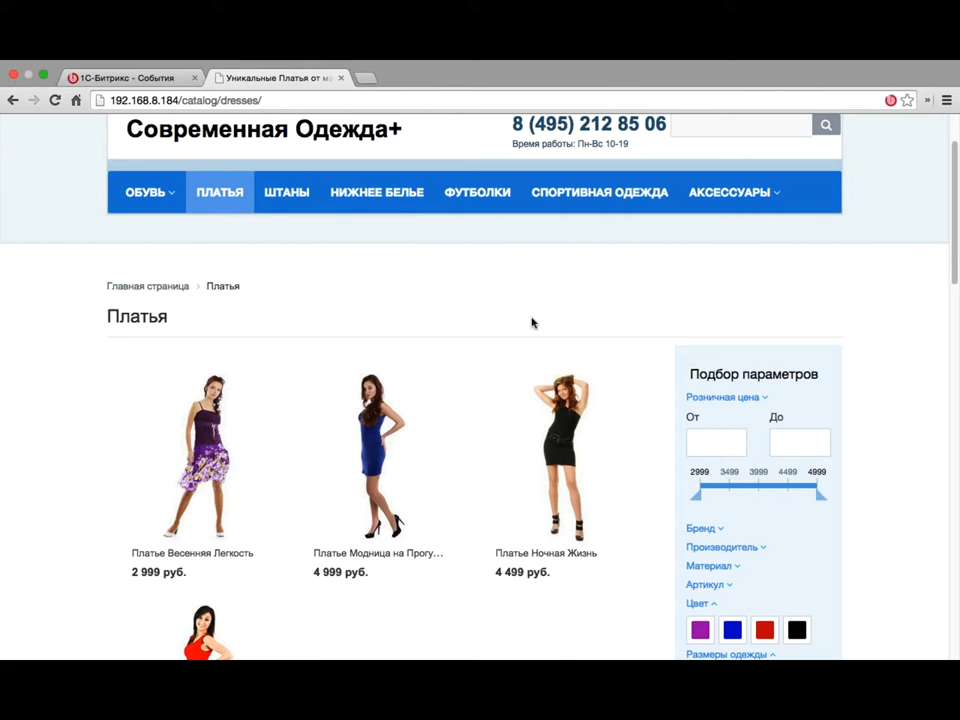 1С-Битрикс - События
Уникальные Платья от ма
192.168.8.184/catalog/dresses/
Современная Одежда+
8 (495) 212 85 06
Время работы: Пн-Вс 10-19
ОБУВЬ ПЛАТЬЯ ШТАНЫ НИЖНЕЕ БЕЛЬЕ ФУТБОЛКИ СПОРТИВНАЯ ОДЕЖДА АКСЕССУАРЫ
Главная страница › Платья
Платья
Подбор параметров
Розничная цена
От До
2999 3499 3999 4499 4999
Бренд
Производитель
Материал
Артикул
Цвет
Размеры одежды
Платье Весенняя Легкость
2 999 руб.
Платье Модница на Прогу...
4 999 руб.
Платье Ночная Жизнь
4 499 руб.